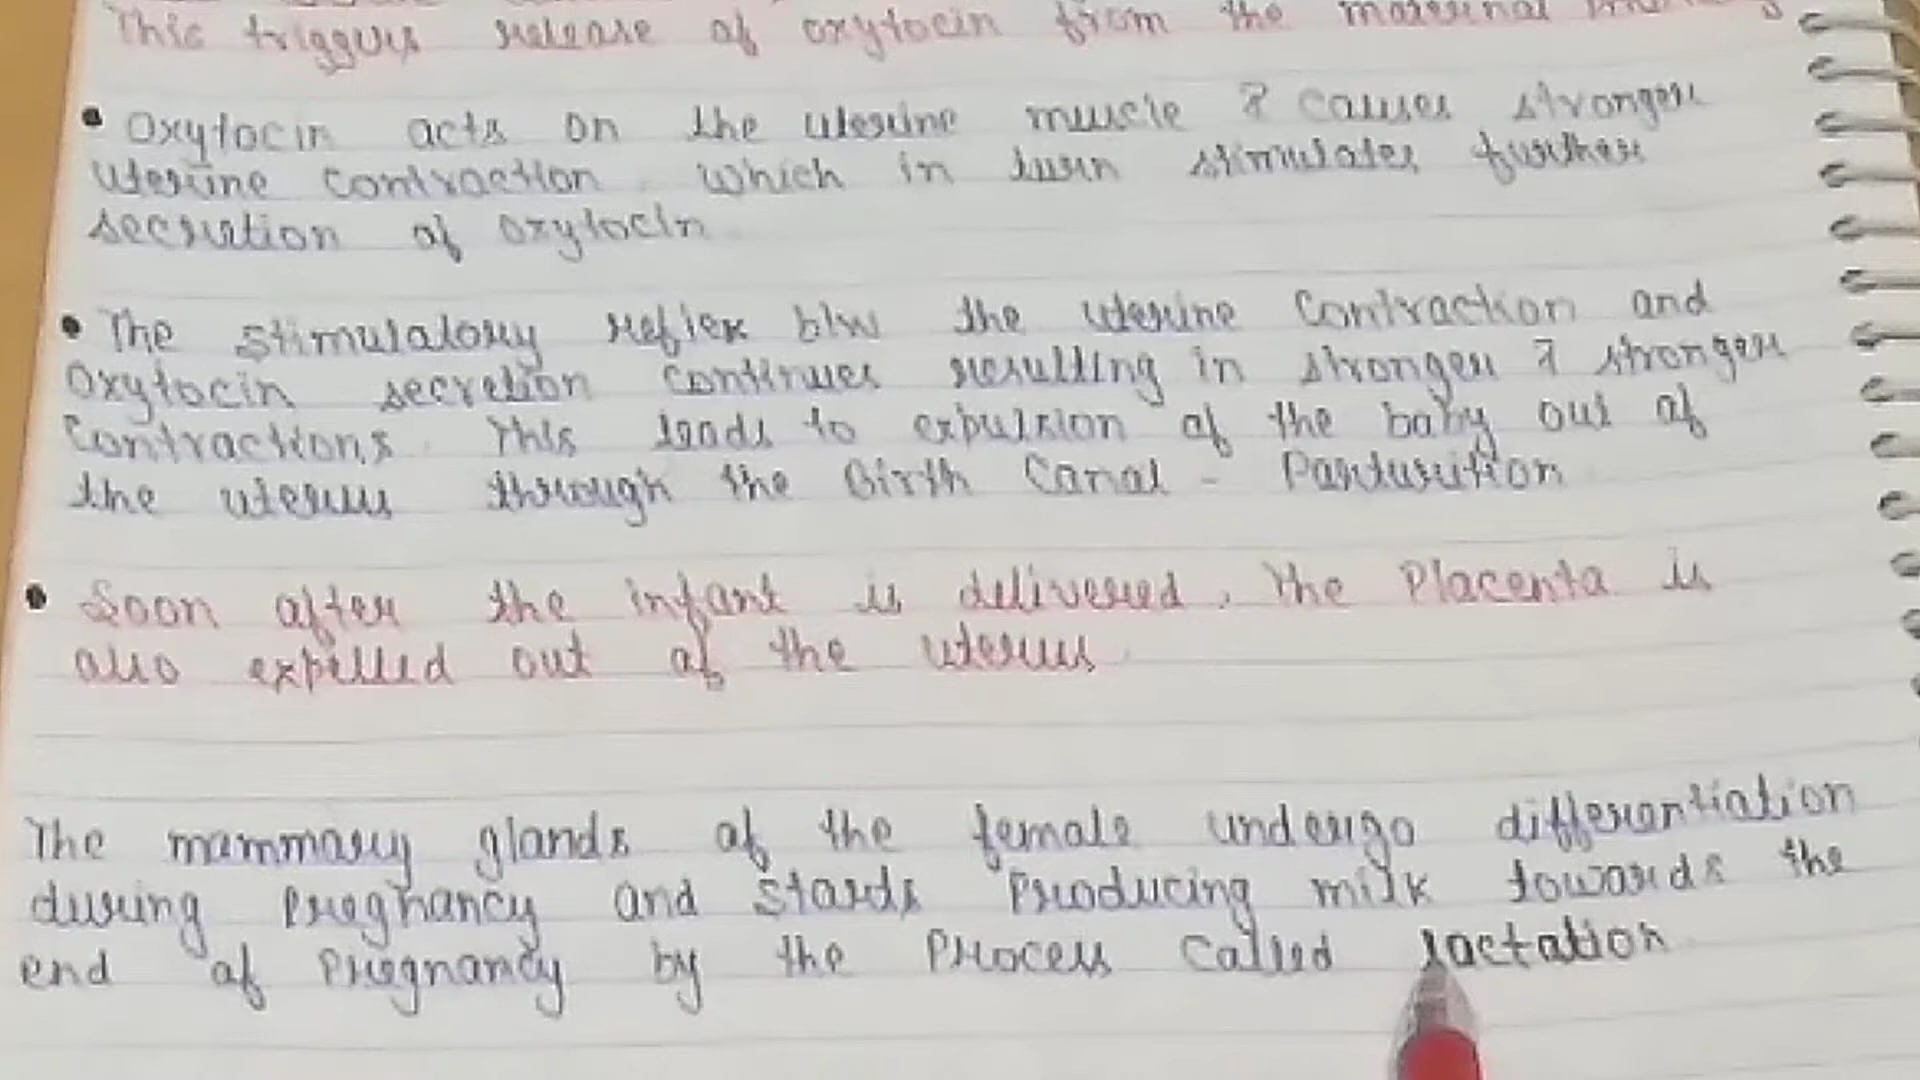 This triggers release of oxytocin from the maternal
• Oxytocin acts on the uterine muscle & causes stronger
uterine contraction. which in turn stimulates further
secretion of oxytocin
• The stimulatory reflex b/w the uterine contraction and
oxytocin secretion continues resulting in stronger & stronger
contractions. This leads to expulsion of the baby out of
the uterus through the Birth Canal - Parturition
• Soon after the infant is delivered, the Placenta is
also expelled out of the uterus.
The mammary glands of the female undergo differentiation
during pregnancy and starts Producing milk towards the
end of Pregnancy by the Process Called lactation